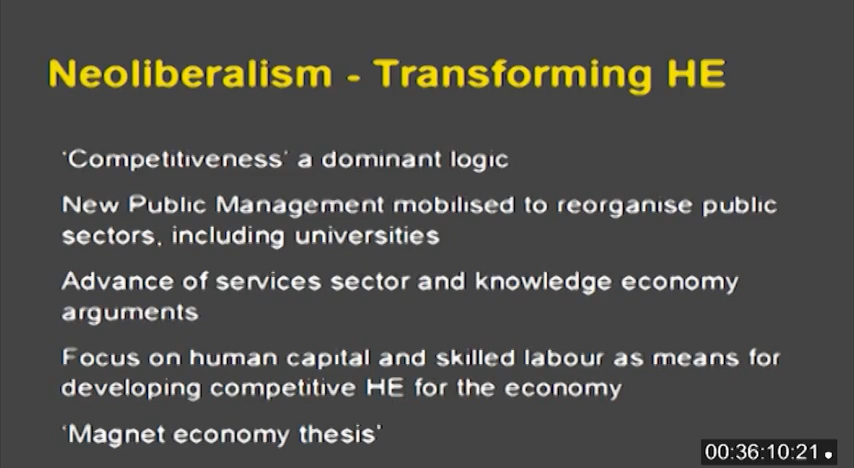 Neoliberalism - Transforming HE
'Competitiveness' a dominant logic
New Public Management mobilised to reorganise public
sectors, including universities
Advance of services sector and knowledge economy
arguments
Focus on human capital and skilled labour as means for
developing competitive HE for the economy
'Magnet economy thesis'
00:36:10:21